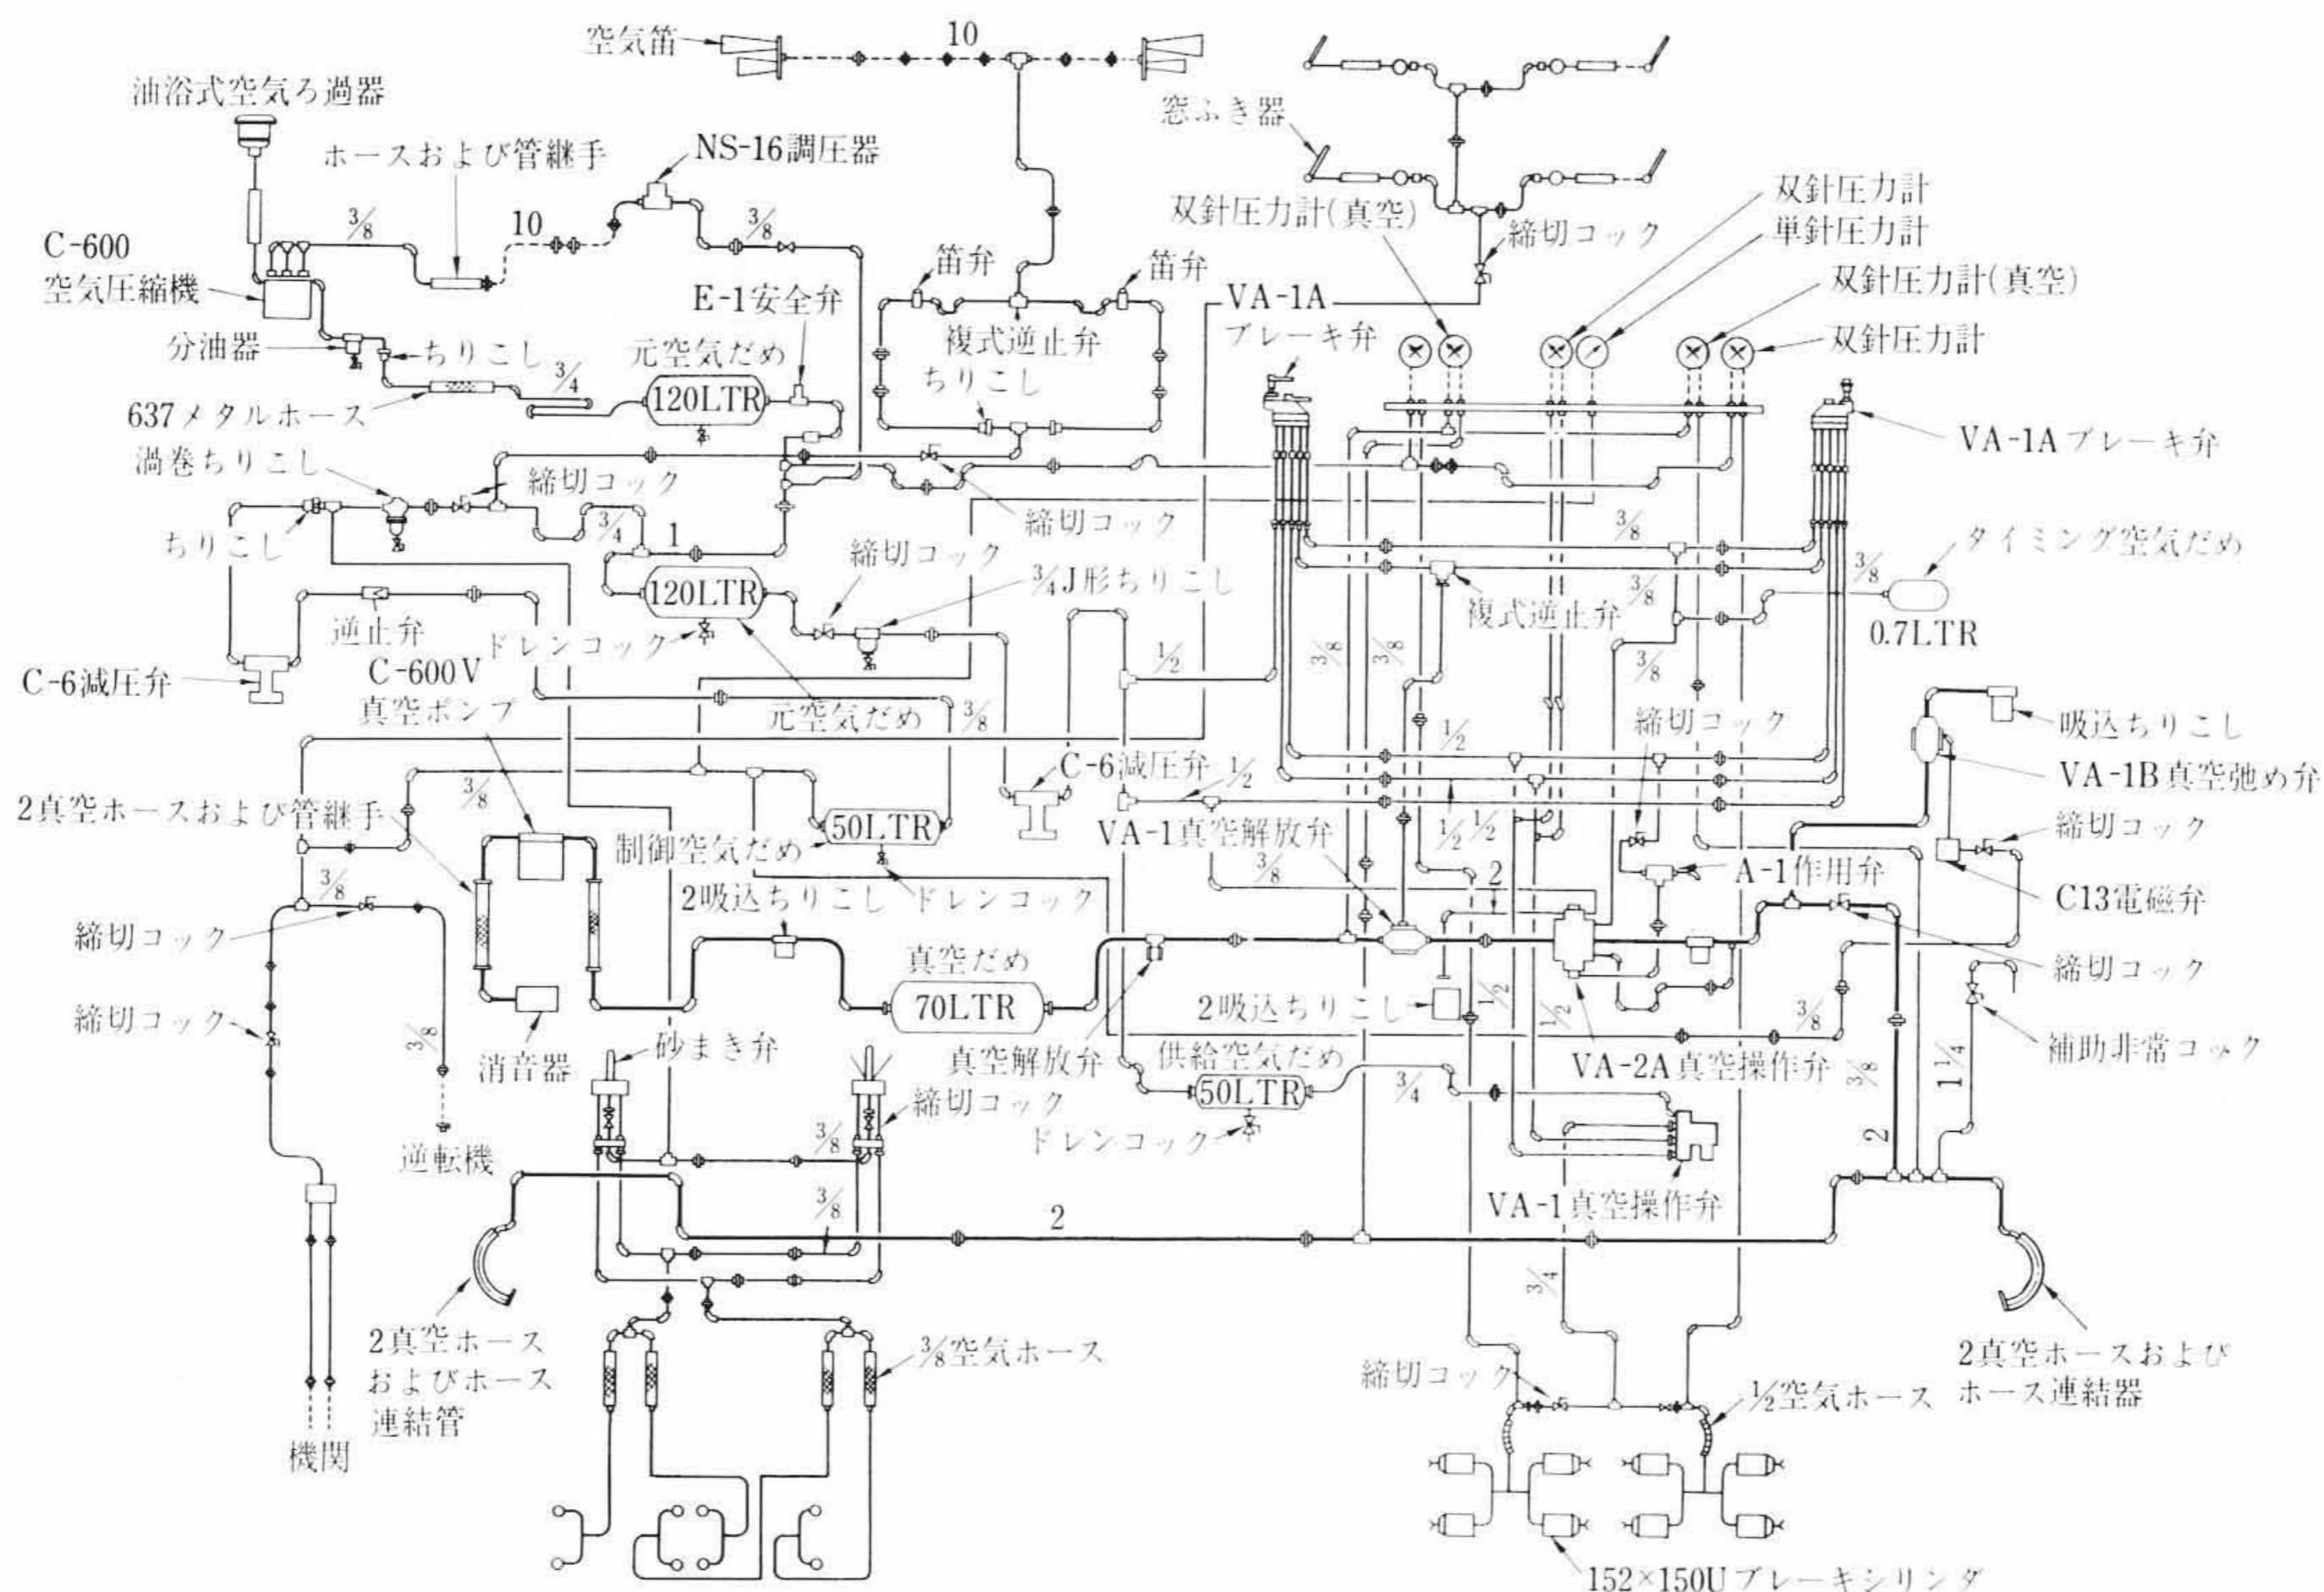 空気笛
10
油浴式空気ろ過器
ホースおよび管継手
NS-16調圧器
窓ふき器
双針圧力計
双針圧力計(真空)
単針圧力計
締切コック
3/8
10
3/8
C-600
空気圧縮機
笛弁
笛弁
双針圧力計(真空)
E-1安全弁
VA-1A
ブレーキ弁
分油器
ちりこし
3/4
元空気だめ
複式逆止弁
双針圧力計
ちりこし
120LTR
637メタルホース
VA-1Aブレーキ弁
渦巻ちりこし
締切コック
ちりこし
3/4
1
締切コック
締切コック
3/8
タイミング空気だめ
3/8
120LTR
3/4J形ちりこし
3/8
複式逆止弁
逆止弁
ドレンコック
0.7LTR
C-6減圧弁
C-600V
真空ポンプ
1/2
3/8
3/8
3/8
元空気だめ
3/8
締切コック
吸込ちりこし
1/2
C-6減圧弁
1/2
VA-1B真空弛め弁
3/8
2真空ホースおよび管継手
50LTR
VA-1真空解放弁
1/2
1/2
締切コック
制御空気だめ
3/8
2
A-1作用弁
3/8
2吸込ちりこし
ドレンコック
C13電磁弁
締切コック
真空だめ
締切コック
70LTR
2吸込ちりこし
1/2
1/2
3/8
締切コック
3/8
消音器
砂まき弁
真空解放弁
供給空気だめ
VA-2A真空操作弁
3/8
1 1/4
補助非常コック
50LTR
3/4
締切コック
3/8
ドレンコック
逆転機
2
3/8
VA-1真空操作弁
2
3/4
2真空ホース
およびホース
連結管
3/8空気ホース
締切コック
1/2空気ホース
2真空ホースおよび
ホース連結器
機関
152×150Uブレーキシリンダ